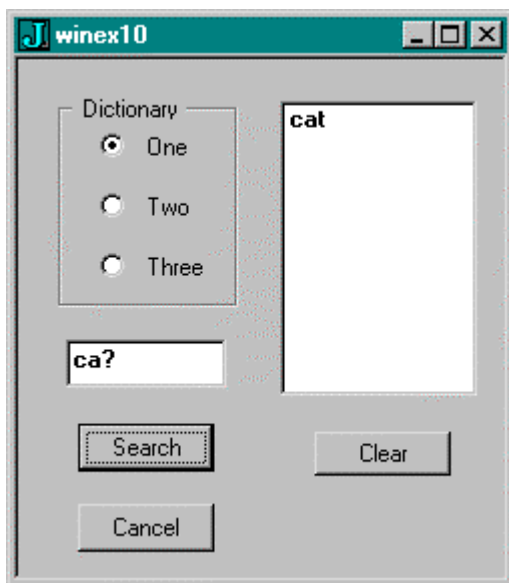 J winex10
Dictionary
One
Two
Three
ca?
Search
Cancel
cat
Clear